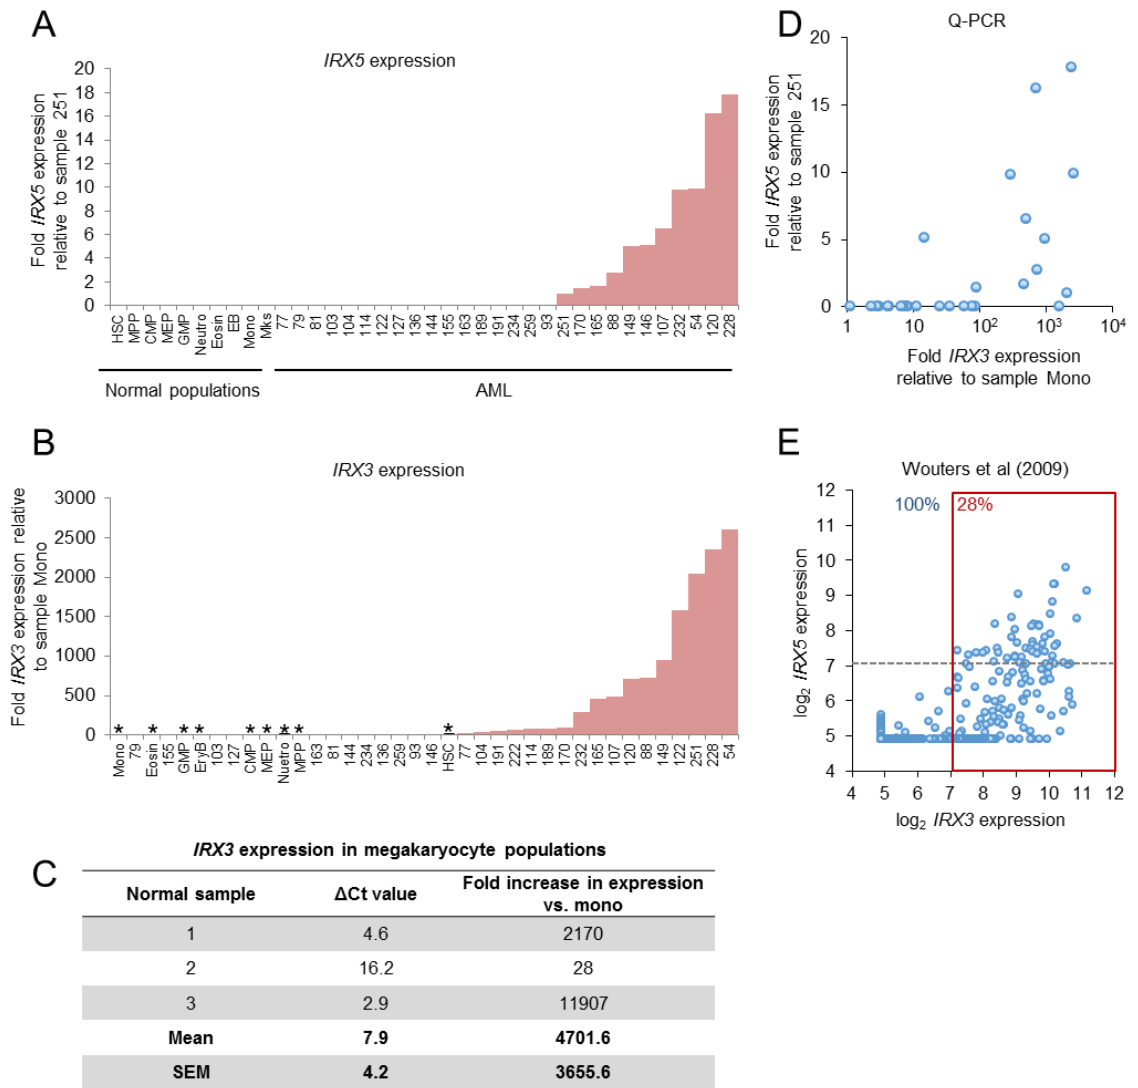 A
IRX5 expression
Fold IRX5 expression
relative to sample 251
20
18
16
14
12
10
8
6
4
2
0
HSC
MPP
CMP
MEP
GMP
Neutro
Eosin
EB
Mono
Mks
77
79
81
103
104
114
122
127
136
144
155
163
189
191
234
259
93
251
170
165
88
149
146
107
232
54
120
228
Normal populations
AML
B
IRX3 expression
Fold IRX3 expression relative
to sample Mono
3000
2500
2000
1500
1000
500
0
* * * * * * * * *
Mono
79
Eosin
155
GMP
EryB
103
127
CMP
MEP
Nuetro
MPP
163
81
144
234
136
259
93
146
HSC
77
104
191
222
114
189
170
232
165
107
120
88
149
122
251
228
54
C
IRX3 expression in megakaryocyte populations
Normal sample ΔCt value Fold increase in expression
vs. mono
1 4.6 2170
2 16.2 28
3 2.9 11907
Mean 7.9 4701.6
SEM 4.2 3655.6
D
Q-PCR
Fold IRX5 expression
relative to sample 251
20
15
10
5
0
1 10 10² 10³ 10⁴
Fold IRX3 expression
relative to sample Mono
E
Wouters et al (2009)
100% 28%
log₂ IRX5 expression
12
11
10
9
8
7
6
5
4
4 5 6 7 8 9 10 11 12
log₂ IRX3 expression